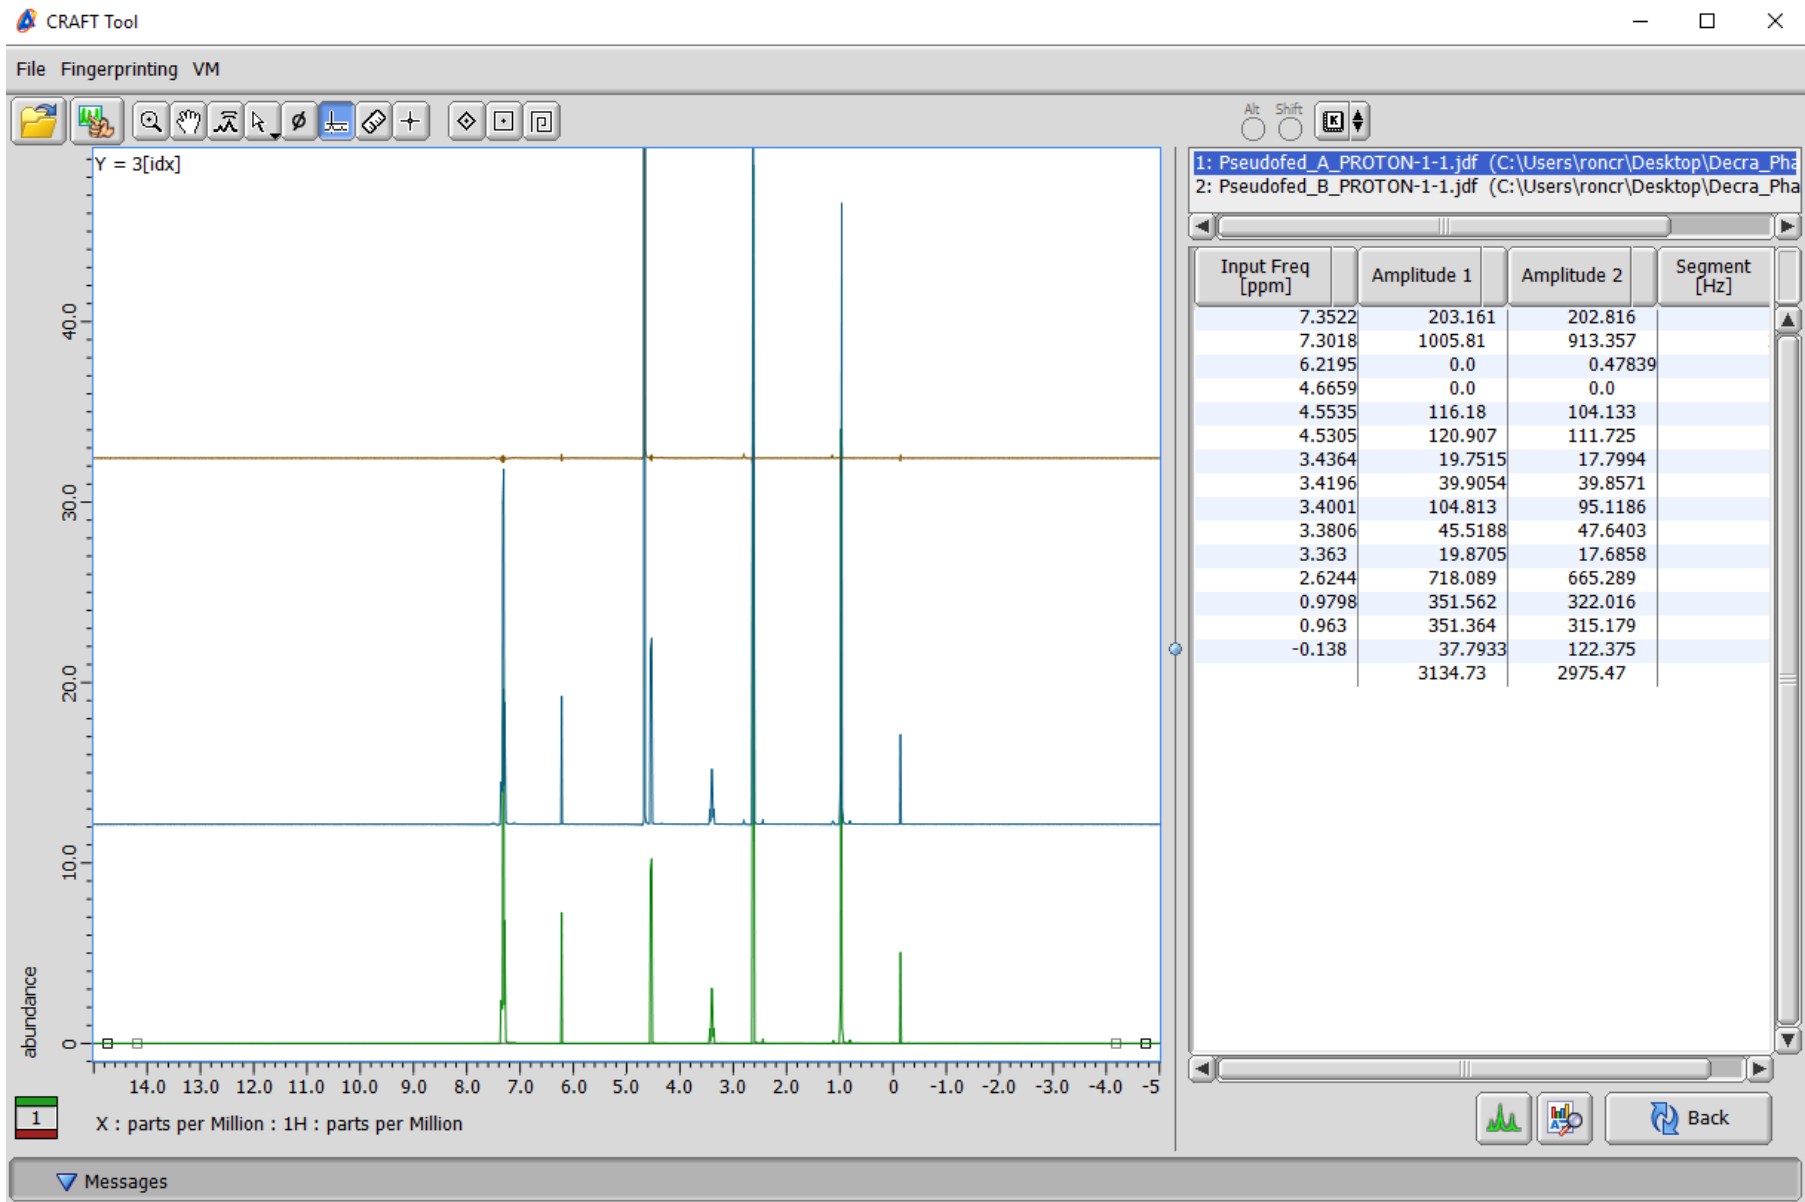 CRAFT Tool
File Fingerprinting VM
Alt Shift
K
Y = 3[idx]
40.0
30.0
20.0
10.0
0
abundance
14.0 13.0 12.0 11.0 10.0 9.0 8.0 7.0 6.0 5.0 4.0 3.0 2.0 1.0 0 -1.0 -2.0 -3.0 -4.0 -5
X : parts per Million : 1H : parts per Million
1
1: Pseudofed_A_PROTON-1-1.jdf (C:\Users\roncr\Desktop\Decra_Pha
2: Pseudofed_B_PROTON-1-1.jdf (C:\Users\roncr\Desktop\Decra_Pha
Input Freq [ppm] Amplitude 1 Amplitude 2 Segment [Hz]
7.3522 203.161 202.816
7.3018 1005.81 913.357
6.2195 0.0 0.47839
4.6659 0.0 0.0
4.5535 116.18 104.133
4.5305 120.907 111.725
3.4364 19.7515 17.7994
3.4196 39.9054 39.8571
3.4001 104.813 95.1186
3.3806 45.5188 47.6403
3.363 19.8705 17.6858
2.6244 718.089 665.289
0.9798 351.562 322.016
0.963 351.364 315.179
-0.138 37.7933 122.375
3134.73 2975.47
Back
Messages